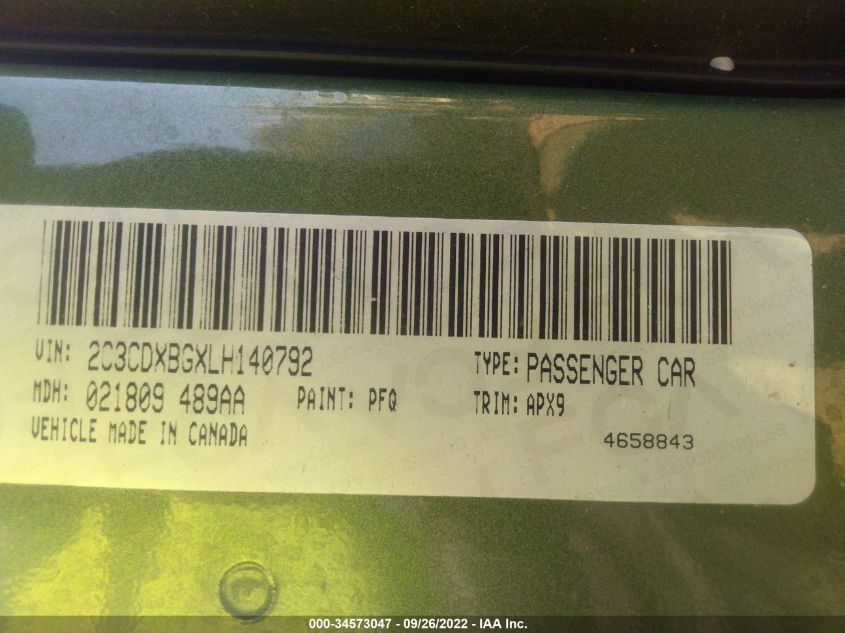 VIN: 2C3CDXBGXLH140792 TYPE: PASSENGER CAR
MDH: 021809 489AA PAINT: PFQ TRIM: APX9
VEHICLE MADE IN CANADA 4658843
000-34573047 - 09/26/2022 - IAA Inc.